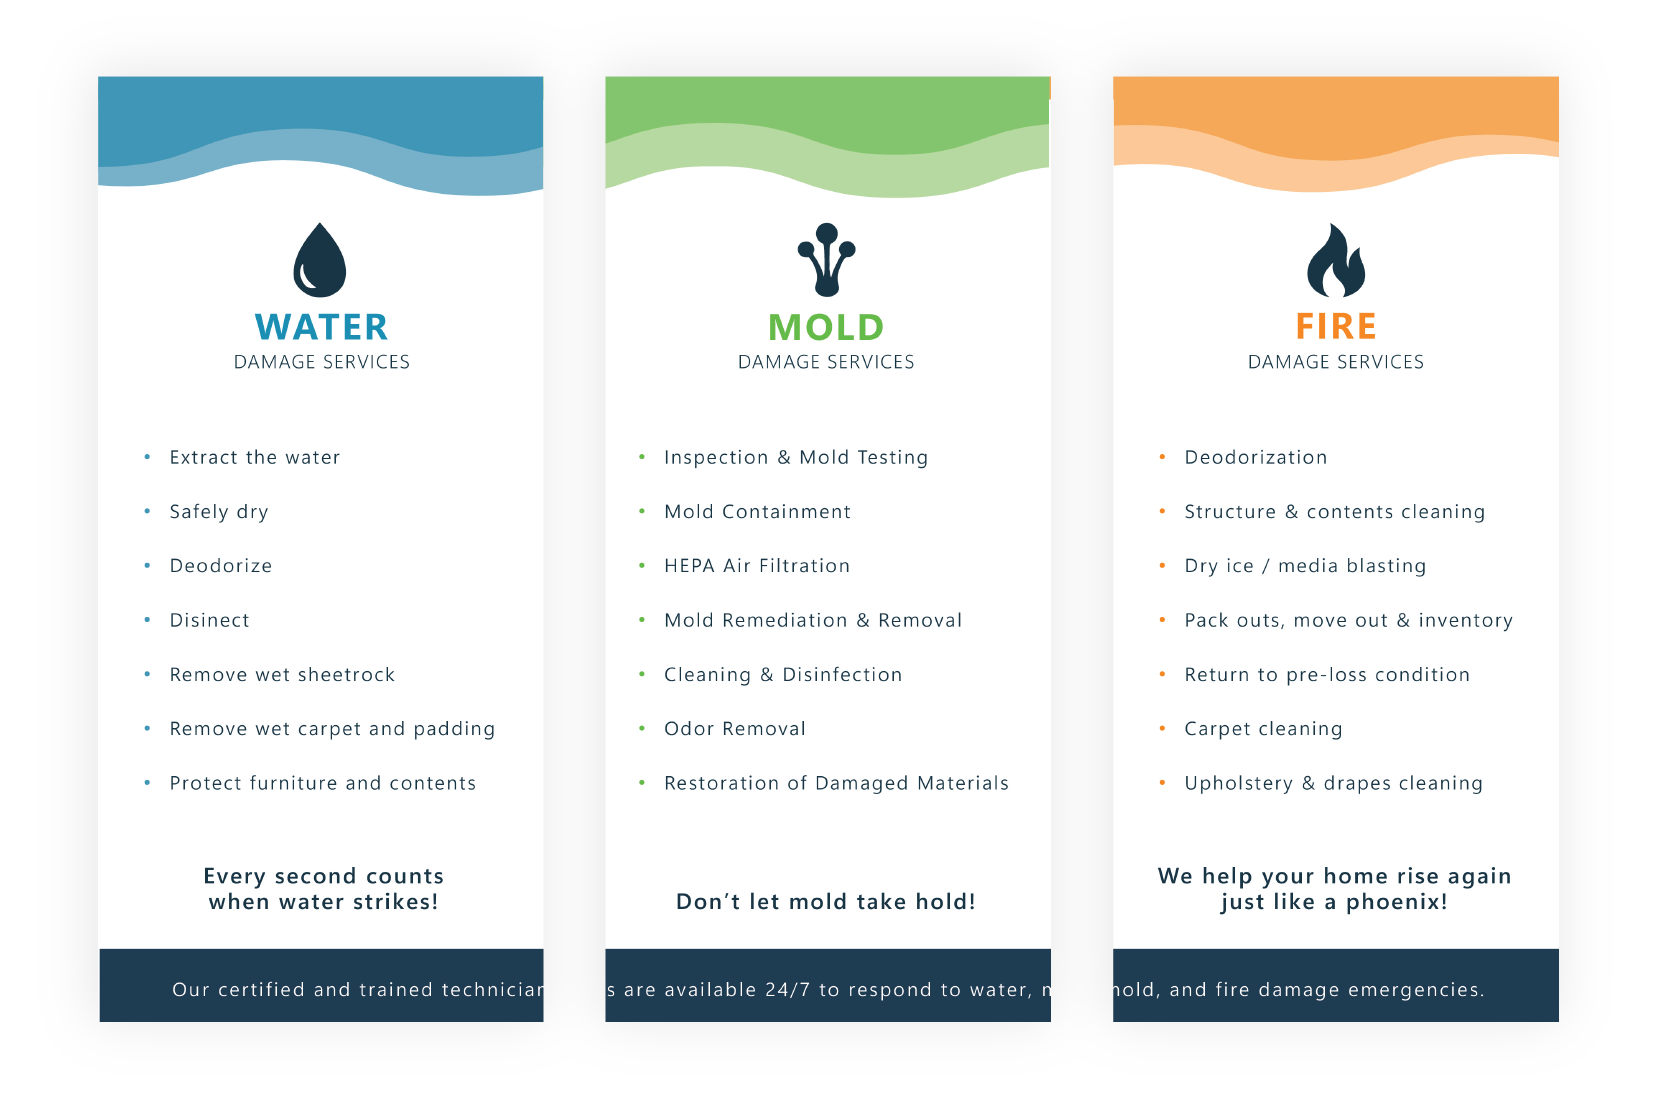 WATER
DAMAGE SERVICES
• Extract the water
• Safely dry
• Deodorize
• Disinect
• Remove wet sheetrock
• Remove wet carpet and padding
• Protect furniture and contents
Every second counts
when water strikes!
MOLD
DAMAGE SERVICES
• Inspection & Mold Testing
• Mold Containment
• HEPA Air Filtration
• Mold Remediation & Removal
• Cleaning & Disinfection
• Odor Removal
• Restoration of Damaged Materials
Don’t let mold take hold!
FIRE
DAMAGE SERVICES
• Deodorization
• Structure & contents cleaning
• Dry ice / media blasting
• Pack outs, move out & inventory
• Return to pre-loss condition
• Carpet cleaning
• Upholstery & drapes cleaning
We help your home rise again
just like a phoenix!
Our certified and trained technicians are available 24/7 to respond to water, mold, and fire damage emergencies.